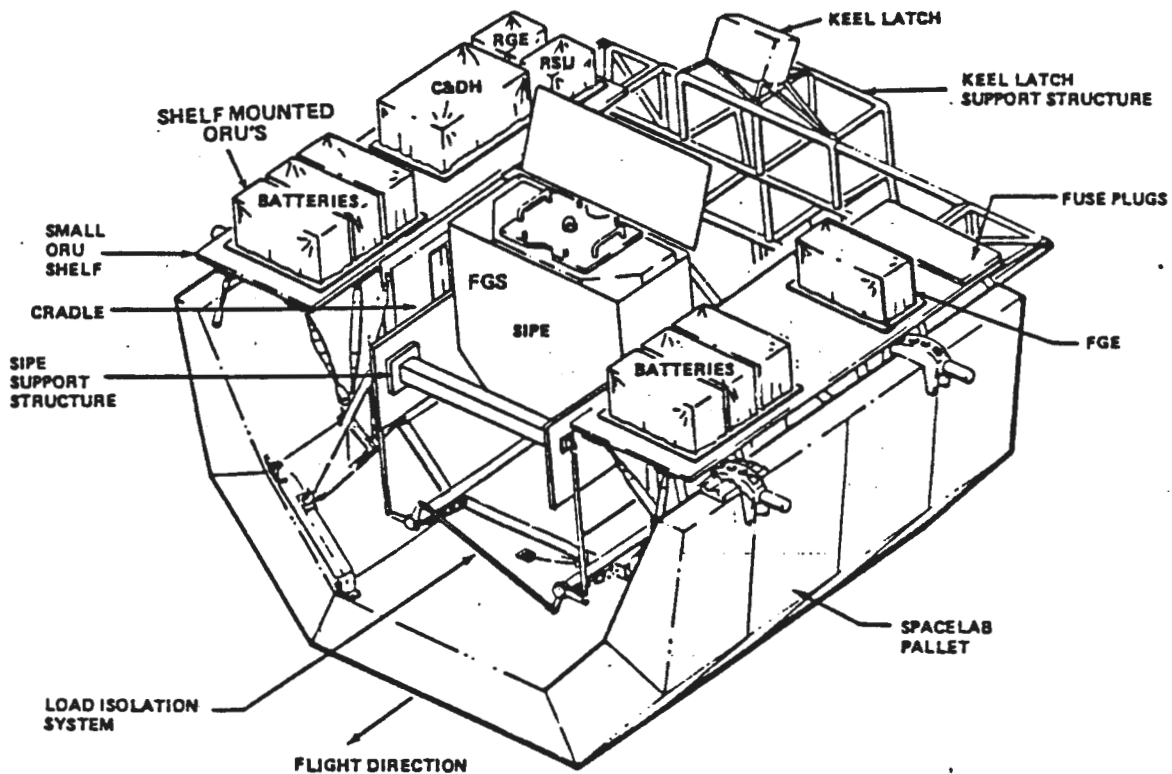 KEEL LATCH
RGE
RSU
C&DH
KEEL LATCH
SUPPORT STRUCTURE
SHELF MOUNTED
ORU'S
BATTERIES
FUSE PLUGS
SMALL
ORU
SHELF
FGS
CRADLE
SIPE
FGE
SIPE
SUPPORT
STRUCTURE
BATTERIES
SPACELAB
PALLET
LOAD ISOLATION
SYSTEM
FLIGHT DIRECTION